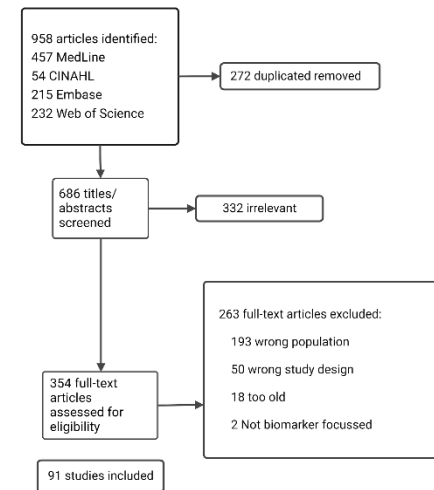 958 articles identified:
457 MedLine
54 CINAHL
215 Embase
232 Web of Science
272 duplicated removed
686 titles/
abstracts
screened
332 irrelevant
263 full-text articles excluded:
193 wrong population
50 wrong study design
18 too old
2 Not biomarker focussed
354 full-text
articles
assessed for
eligibility
91 studies included